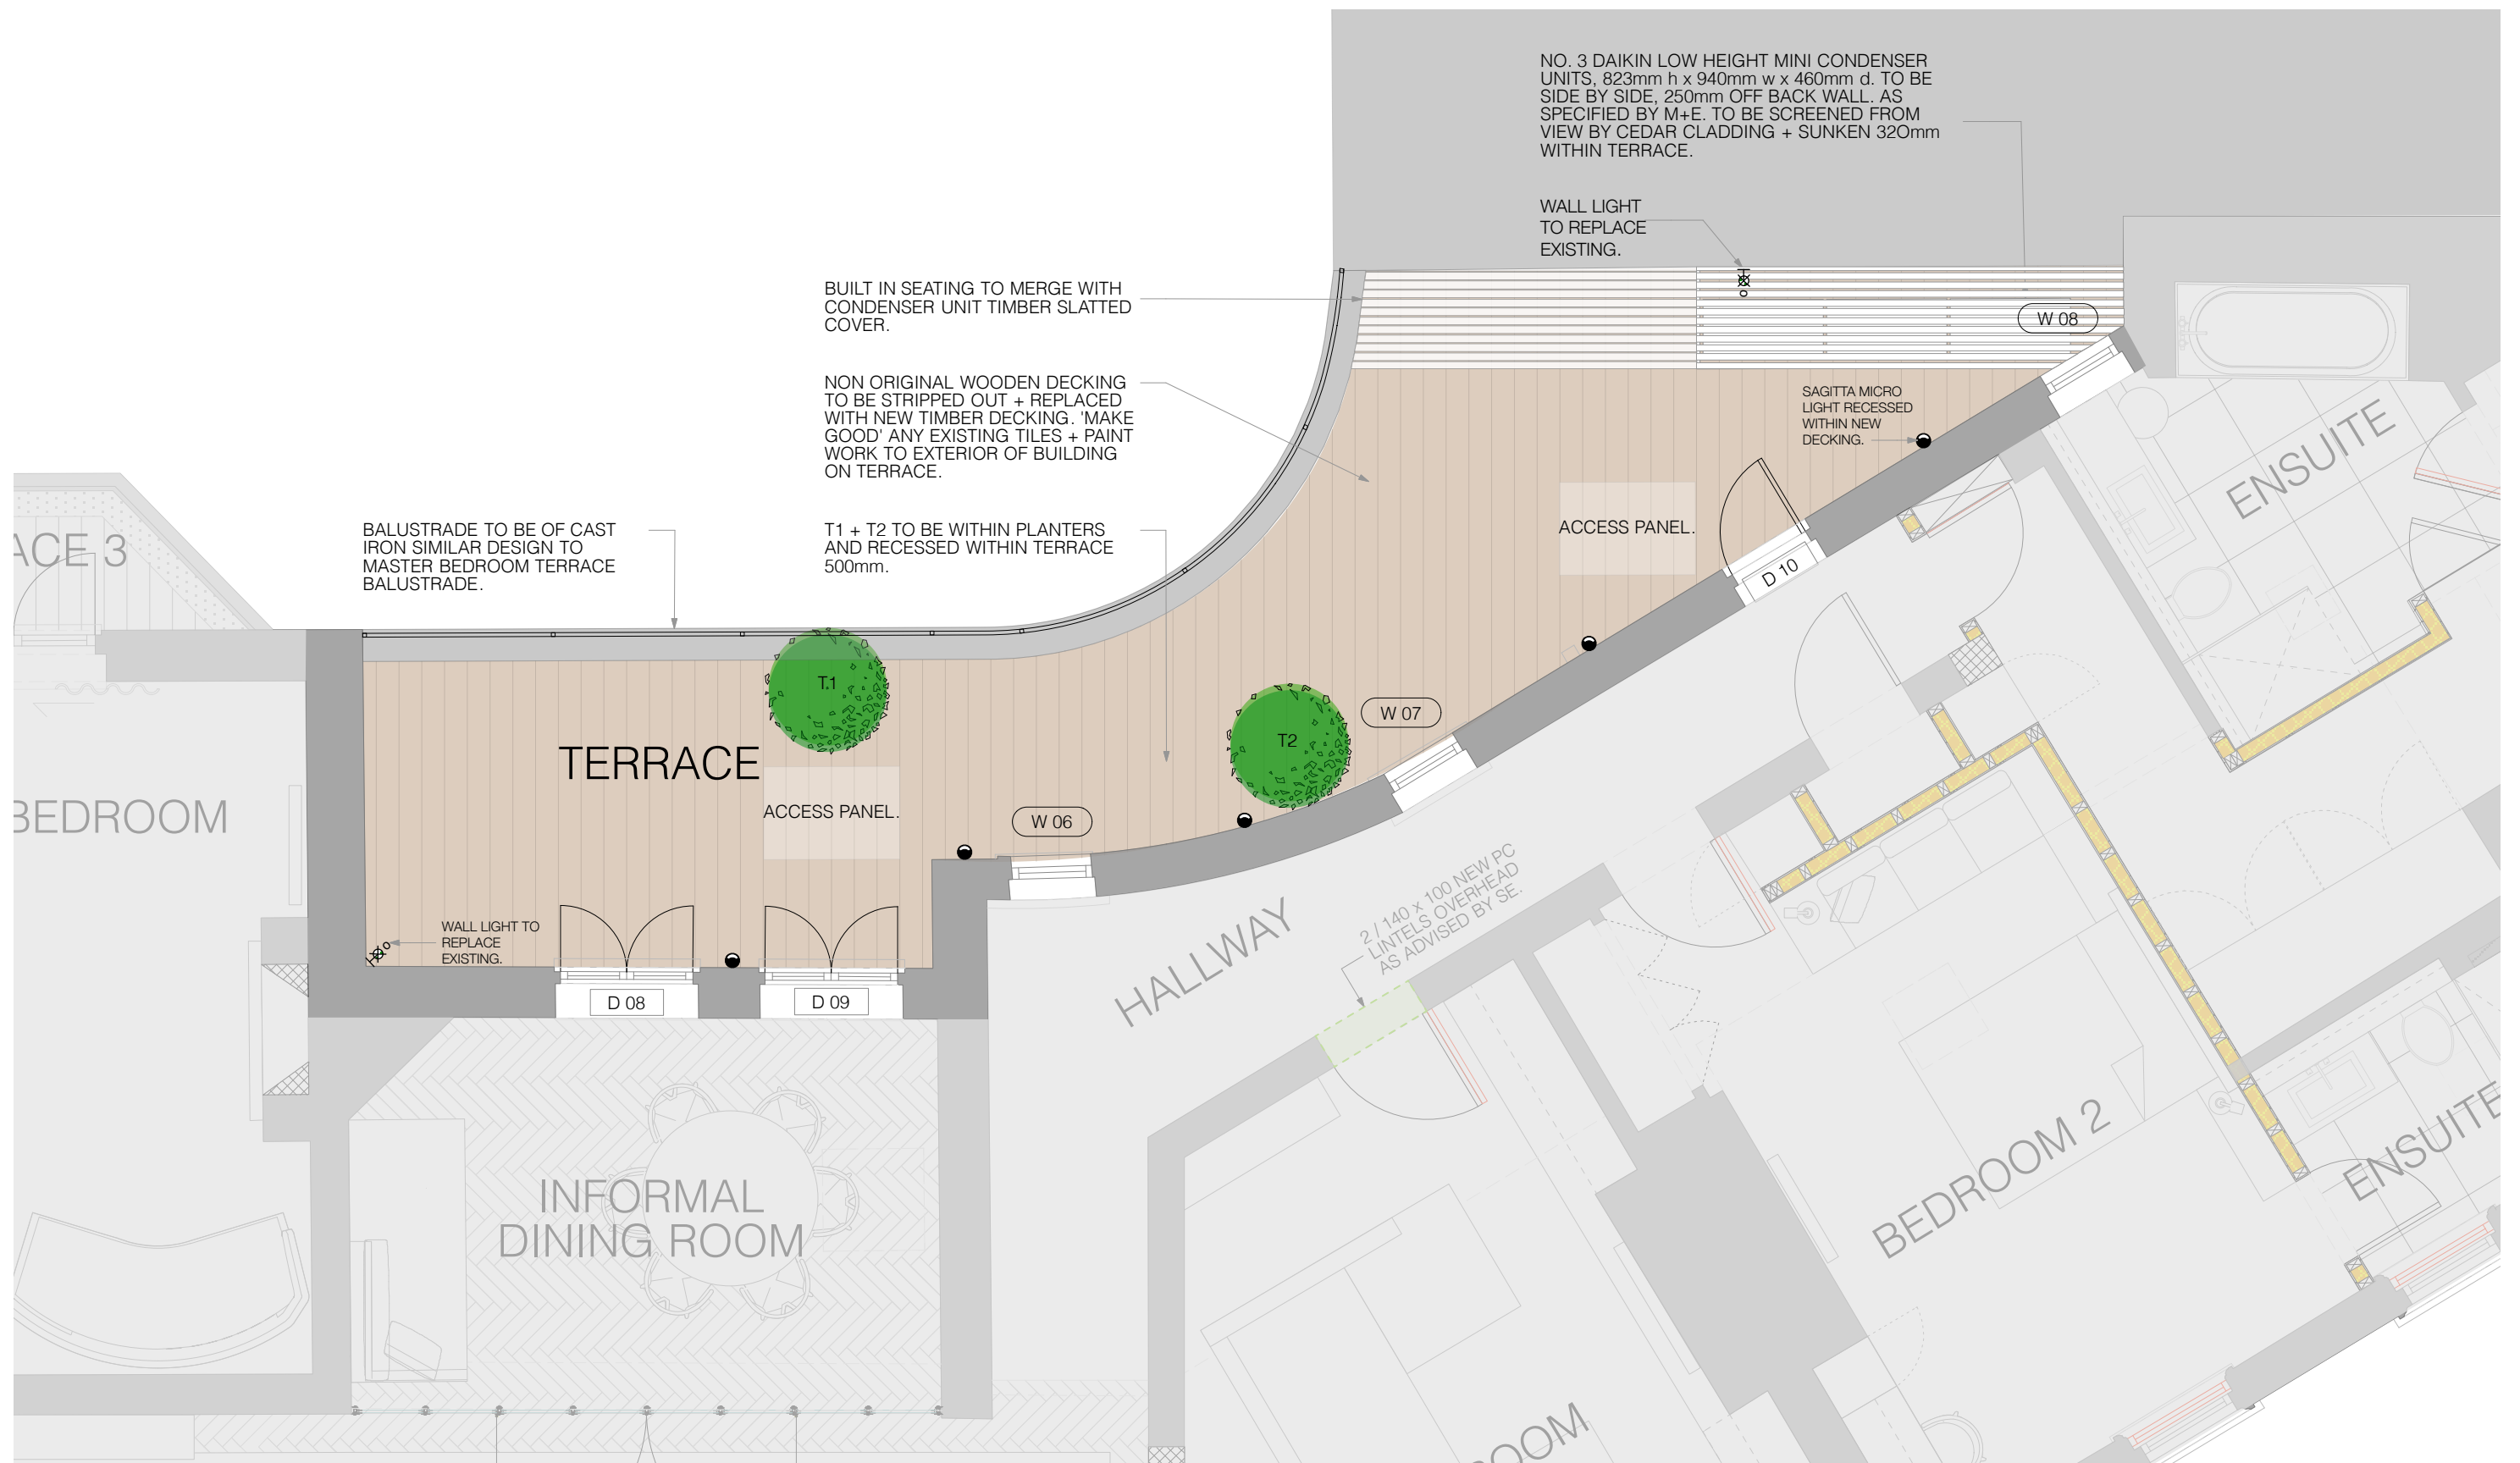 NO. 3 DAIKIN LOW HEIGHT MINI CONDENSER
UNITS, 823mm h x 940mm w x 460mm d. TO BE
SIDE BY SIDE, 250mm OFF BACK WALL. AS
SPECIFIED BY M+E. TO BE SCREENED FROM
VIEW BY CEDAR CLADDING + SUNKEN 32Omm
WITHIN TERRACE.
WALL LIGHT
TO REPLACE
EXISTING.
BUILT IN SEATING TO MERGE WITH
CONDENSER UNIT TIMBER SLATTED
COVER.
W 08
NON ORIGINAL WOODEN DECKING
TO BE STRIPPED OUT + REPLACED
WITH NEW TIMBER DECKING. 'MAKE
GOOD' ANY EXISTING TILES + PAINT
WORK TO EXTERIOR OF BUILDING
ON TERRACE.
SAGITTA MICRO
LIGHT RECESSED
WITHIN NEW
DECKING.
ENSUITE
BALUSTRADE TO BE OF CAST
IRON SIMILAR DESIGN TO
MASTER BEDROOM TERRACE
BALUSTRADE.
T1 + T2 TO BE WITHIN PLANTERS
AND RECESSED WITHIN TERRACE
500mm.
ACCESS PANEL.
ACE 3
D 10
T.1
T2
W 07
TERRACE
ACCESS PANEL.
W 06
BEDROOM
WALL LIGHT TO
REPLACE
EXISTING.
HALLWAY
2 / 140 x 100 NEW PC
LINTELS OVERHEAD
AS ADVISED BY SE.
D 08
D 09
INFORMAL
DINING ROOM
BEDROOM 2
ENSUITE
OOM